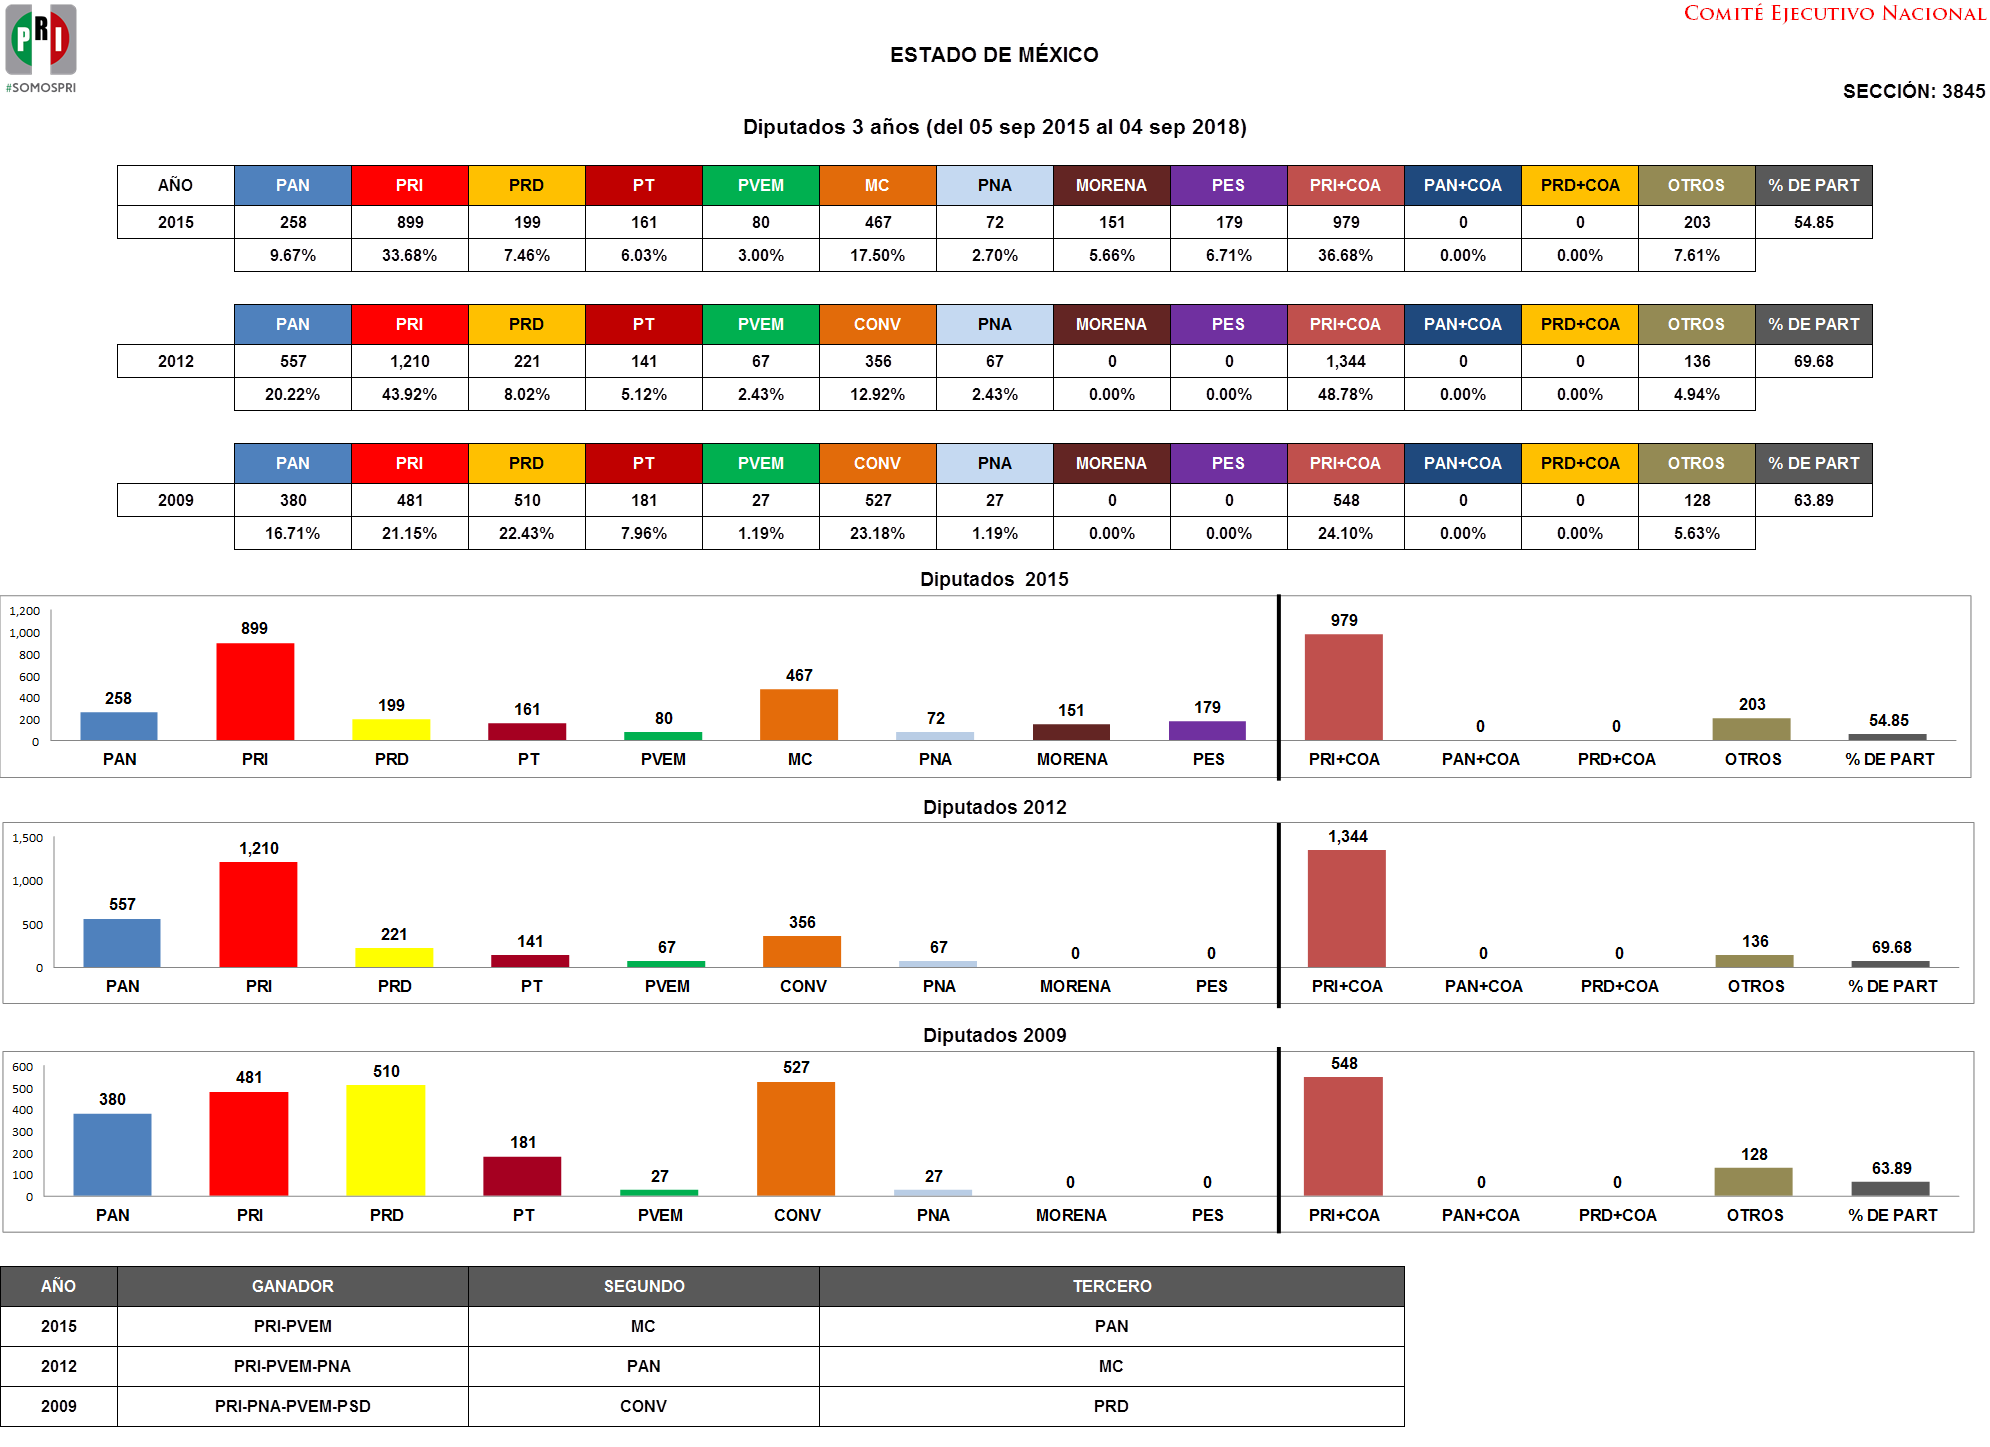 PRI
#SOMOSPRI
COMITÉ EJECUTIVO NACIONAL
ESTADO DE MÉXICO
SECCIÓN: 3845
Diputados 3 años (del 05 sep 2015 al 04 sep 2018)
AÑO PAN PRI PRD PT PVEM MC PNA MORENA PES PRI+COA PAN+COA PRD+COA OTROS % DE PART
2015 258 899 199 161 80 467 72 151 179 979 0 0 203 54.85
9.67% 33.68% 7.46% 6.03% 3.00% 17.50% 2.70% 5.66% 6.71% 36.68% 0.00% 0.00% 7.61%
PAN PRI PRD PT PVEM CONV PNA MORENA PES PRI+COA PAN+COA PRD+COA OTROS % DE PART
2012 557 1,210 221 141 67 356 67 0 0 1,344 0 0 136 69.68
20.22% 43.92% 8.02% 5.12% 2.43% 12.92% 2.43% 0.00% 0.00% 48.78% 0.00% 0.00% 4.94%
PAN PRI PRD PT PVEM CONV PNA MORENA PES PRI+COA PAN+COA PRD+COA OTROS % DE PART
2009 380 481 510 181 27 527 27 0 0 548 0 0 128 63.89
16.71% 21.15% 22.43% 7.96% 1.19% 23.18% 1.19% 0.00% 0.00% 24.10% 0.00% 0.00% 5.63%
Diputados 2015
1,200
1,000
800
600
400
200
0
258 899 199 161 80 467 72 151 179 979 0 0 203 54.85
PAN PRI PRD PT PVEM MC PNA MORENA PES PRI+COA PAN+COA PRD+COA OTROS % DE PART
Diputados 2012
1,500
1,000
500
0
557 1,210 221 141 67 356 67 0 0 1,344 0 0 136 69.68
PAN PRI PRD PT PVEM CONV PNA MORENA PES PRI+COA PAN+COA PRD+COA OTROS % DE PART
Diputados 2009
600
500
400
300
200
100
0
380 481 510 181 27 527 27 0 0 548 0 0 128 63.89
PAN PRI PRD PT PVEM CONV PNA MORENA PES PRI+COA PAN+COA PRD+COA OTROS % DE PART
AÑO GANADOR SEGUNDO TERCERO
2015 PRI-PVEM MC PAN
2012 PRI-PVEM-PNA PAN MC
2009 PRI-PNA-PVEM-PSD CONV PRD